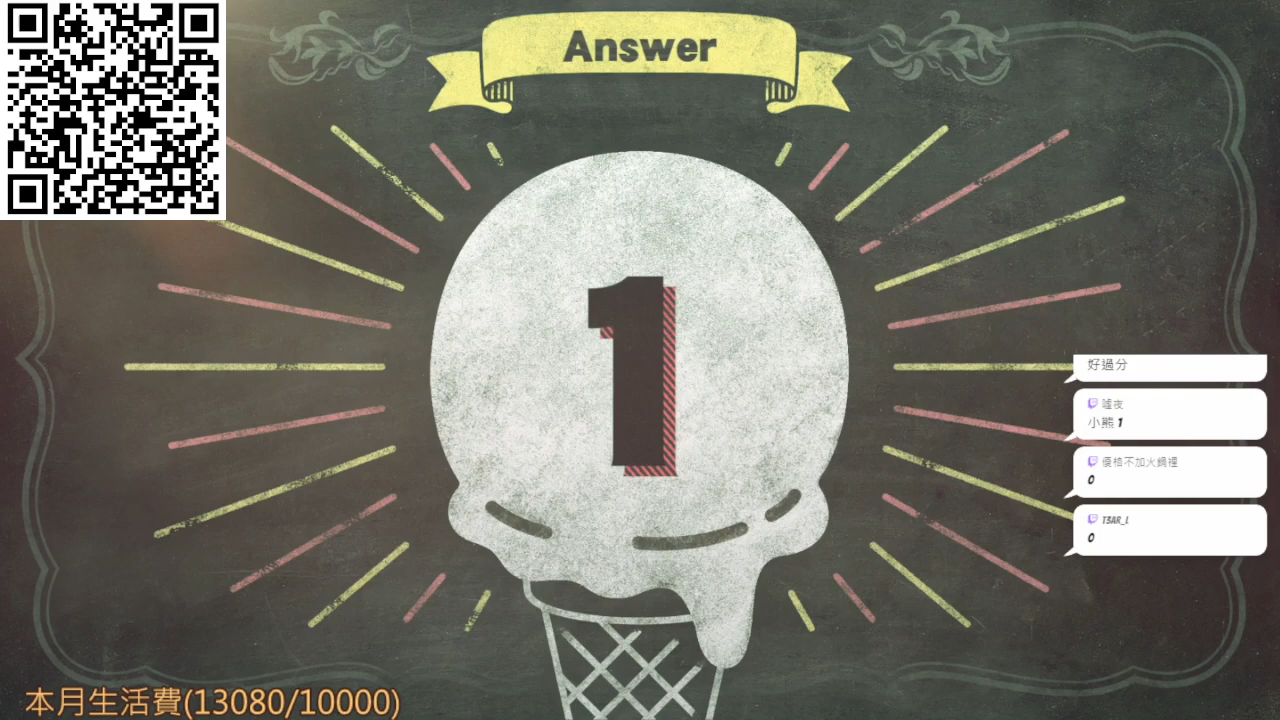 Answer
1
好過分
嗑夜
小熊 1
優格不加火鍋裡
0
T3AR_L
0
本月生活費(13080/10000)